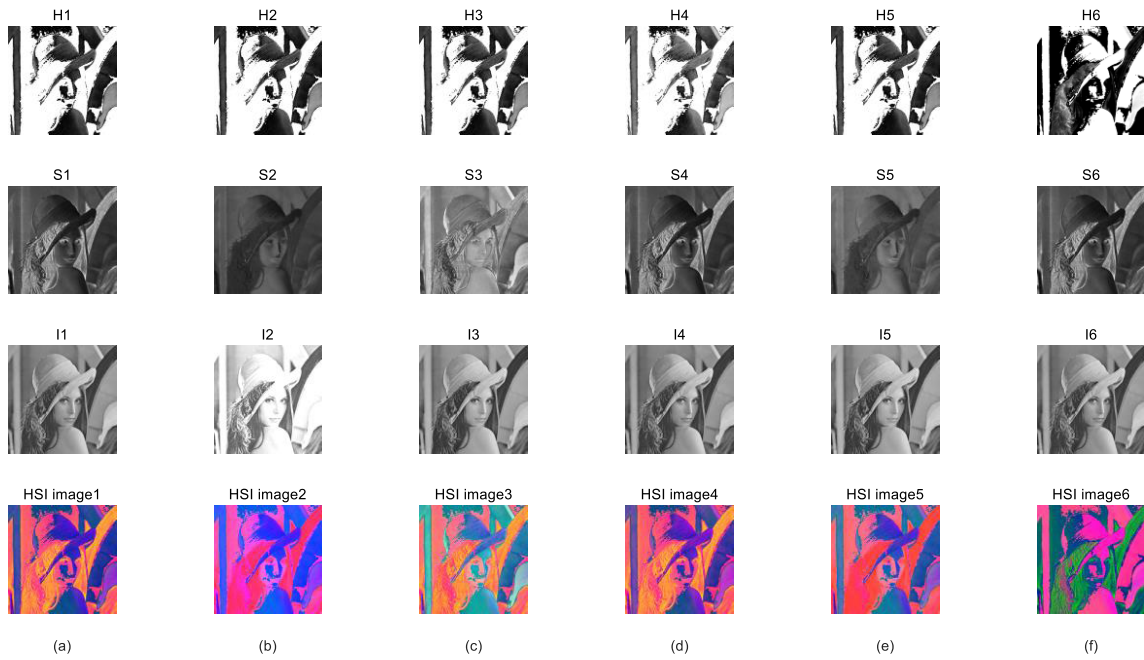 H1 H2 H3 H4 H5 H6
S1 S2 S3 S4 S5 S6
I1 I2 I3 I4 I5 I6
HSI image1 HSI image2 HSI image3 HSI image4 HSI image5 HSI image6
(a) (b) (c) (d) (e) (f)